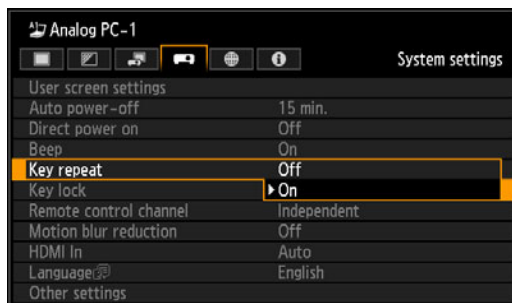 Analog PC-1
System settings
User screen settings
Auto power-off 15 min.
Direct power on Off
Beep On
Key repeat Off
Key lock On
Remote control channel Independent
Motion blur reduction Off
HDMI In Auto
Language English
Other settings